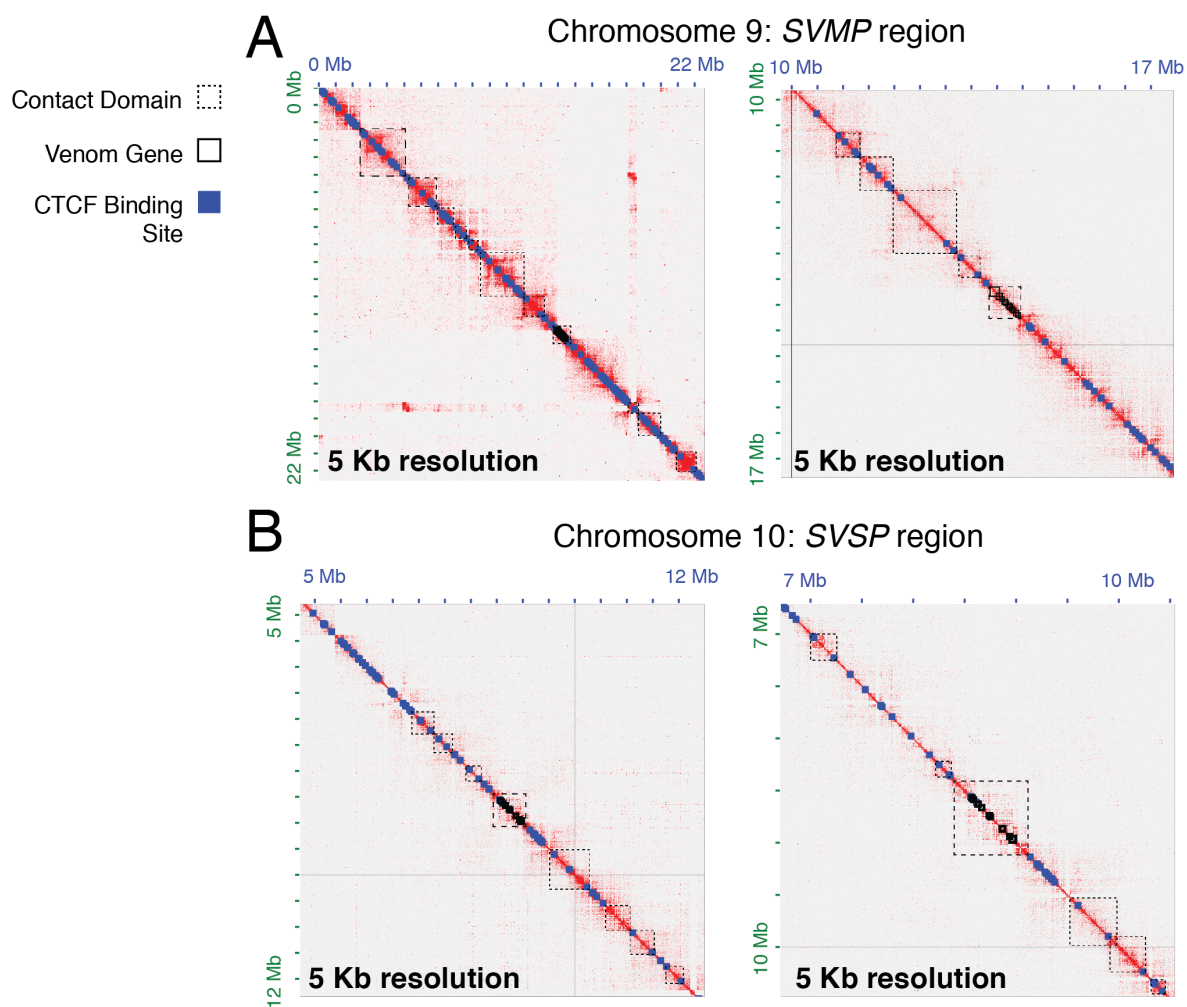 A
Chromosome 9: SVMP region
0 Mb
22 Mb
10 Mb
17 Mb
0 Mb
22 Mb
10 Mb
17 Mb
Contact Domain
Venom Gene
CTCF Binding
Site
5 Kb resolution
5 Kb resolution
B
Chromosome 10: SVSP region
5 Mb
12 Mb
7 Mb
10 Mb
5 Mb
12 Mb
7 Mb
10 Mb
5 Kb resolution
5 Kb resolution